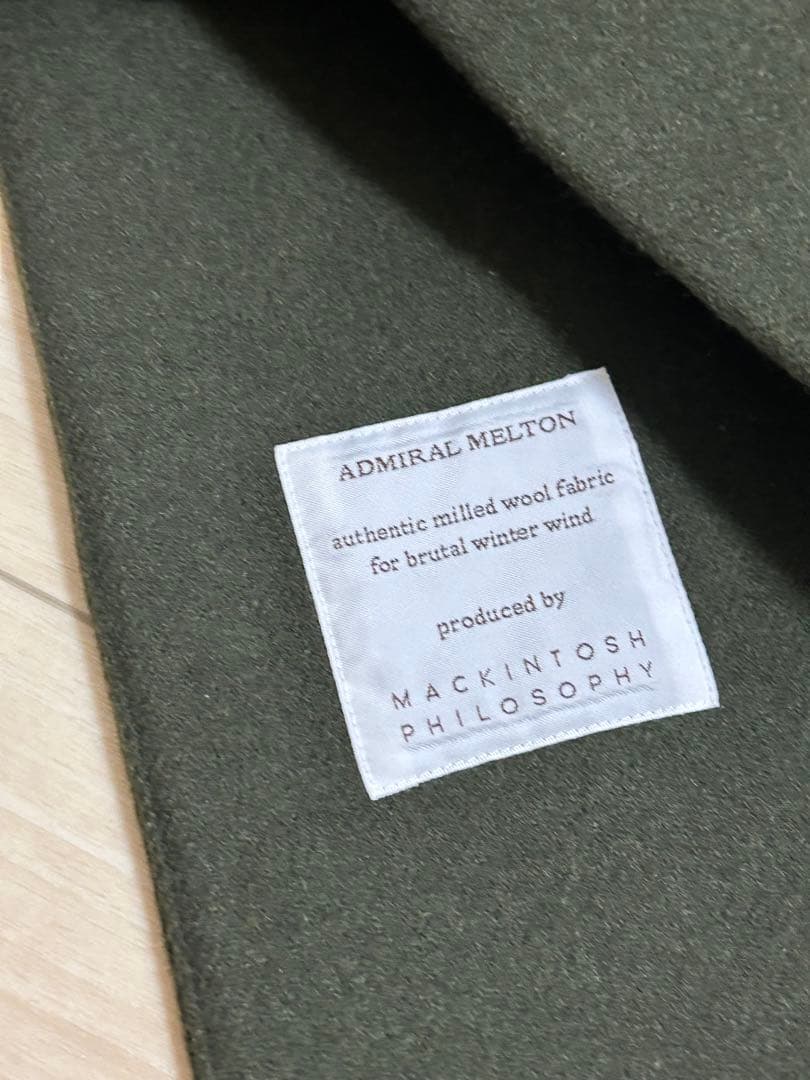 ADMIRAL MELTON
authentic milled wool fabric
for brutal winter wind
produced by
MACKINTOSH
PHILOSOPHY